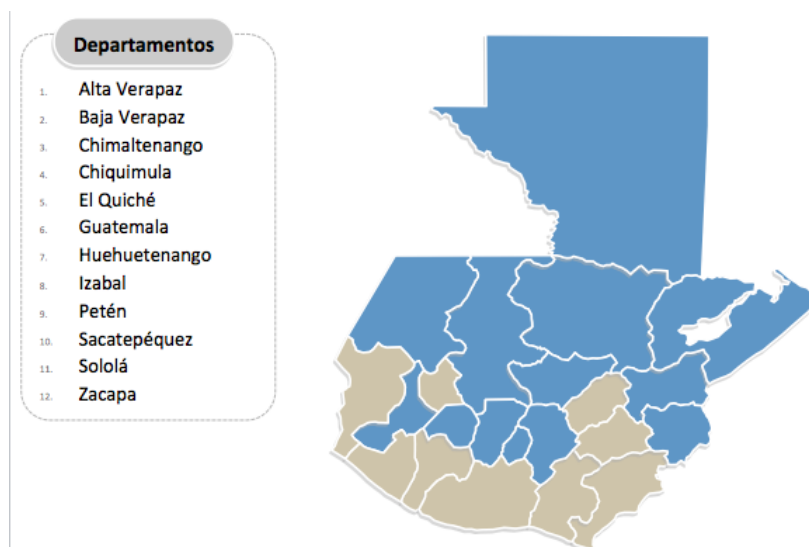 Departamentos
1. Alta Verapaz
2. Baja Verapaz
3. Chimaltenango
4. Chiquimula
5. El Quiché
6. Guatemala
7. Huehuetenango
8. Izabal
9. Petén
10. Sacatepéquez
11. Sololá
12. Zacapa